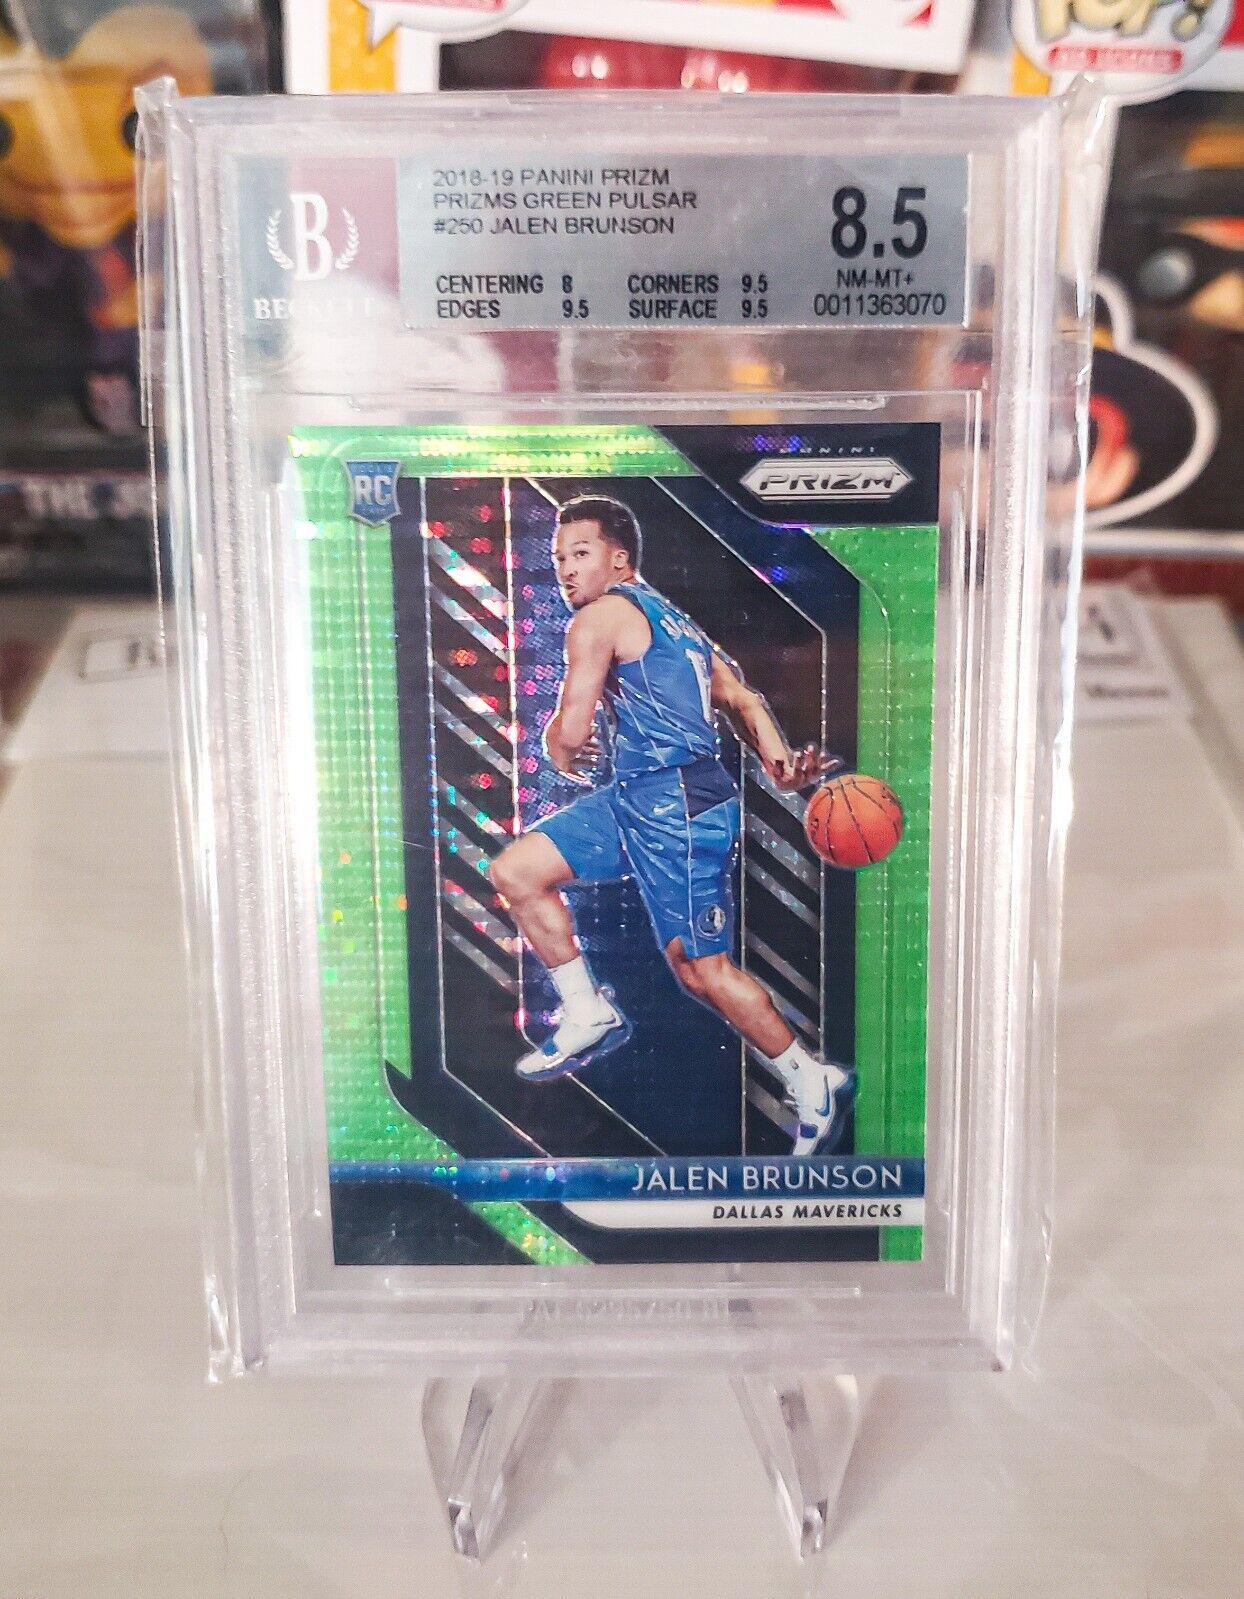 POP!
2018-19 PANINI PRIZM
PRIZMS GREEN PULSAR
#250 JALEN BRUNSON
8.5
NM-MT+
0011363070
CENTERING 8 CORNERS 9.5
EDGES 9.5 SURFACE 9.5
B
BECKETT
THE
RC
PANINI
PRIZM
JALEN BRUNSON
DALLAS MAVERICKS